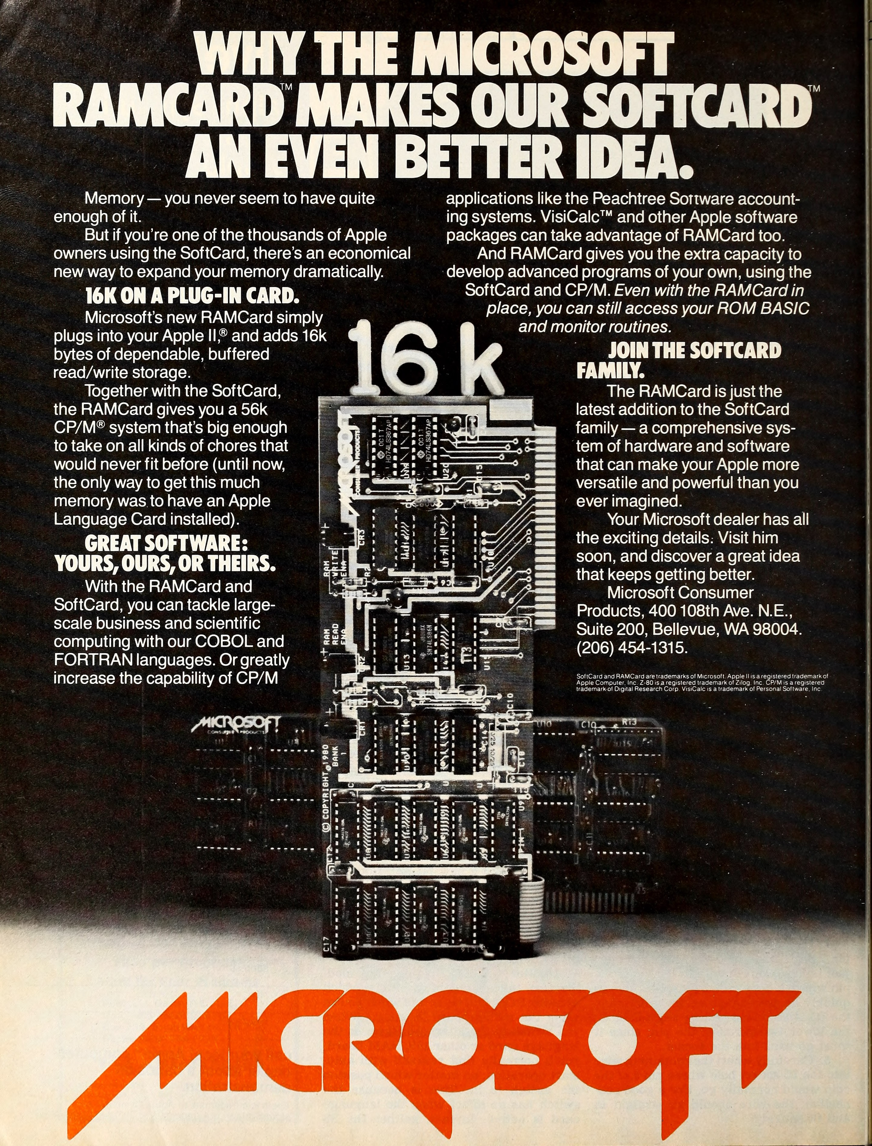 WHY THE MICROSOFT
RAMCARD™ MAKES OUR SOFTCARD™
AN EVEN BETTER IDEA.
Memory — you never seem to have quite
enough of it.
But if you're one of the thousands of Apple
owners using the SoftCard, there's an economical
new way to expand your memory dramatically.
16K ON A PLUG-IN CARD.
Microsoft's new RAMCard simply
plugs into your Apple II,® and adds 16k
bytes of dependable, buffered
read/write storage.
Together with the SoftCard,
the RAMCard gives you a 56k
CP/M® system that's big enough
to take on all kinds of chores that
would never fit before (until now,
the only way to get this much
memory was to have an Apple
Language Card installed).
GREAT SOFTWARE:
YOURS, OURS, OR THEIRS.
With the RAMCard and
SoftCard, you can tackle large-
scale business and scientific
computing with our COBOL and
FORTRAN languages. Or greatly
increase the capability of CP/M
applications like the Peachtree Software account-
ing systems. VisiCalc™ and other Apple software
packages can take advantage of RAMCard too.
And RAMCard gives you the extra capacity to
develop advanced programs of your own, using the
SoftCard and CP/M. Even with the RAMCard in
place, you can still access your ROM BASIC
and monitor routines.
JOIN THE SOFTCARD
FAMILY.
The RAMCard is just the
latest addition to the SoftCard
family — a comprehensive sys-
tem of hardware and software
that can make your Apple more
versatile and powerful than you
ever imagined.
Your Microsoft dealer has all
the exciting details. Visit him
soon, and discover a great idea
that keeps getting better.
Microsoft Consumer
Products, 400 108th Ave. N.E.,
Suite 200, Bellevue, WA 98004.
(206) 454-1315.
SoftCard and RAMCard are trademarks of Microsoft. Apple II is a registered trademark of
Apple Computer, Inc. Z-80 is a registered trademark of Zilog, Inc. CP/M is a registered
trademark of Digital Research Corp. VisiCalc is a trademark of Personal Software, Inc.
16k
RAM
WRITE
ENA
RAM
READ
ENA
BANK
© COPYRIGHT 1980
MICROSOFT
CONSUMER PRODUCTS
U10 C10 R13
C17
MICROSOFT